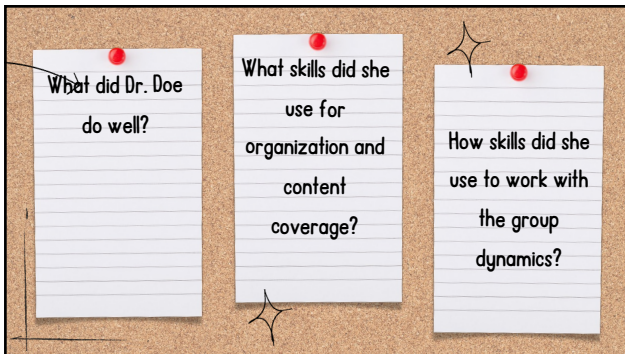 What did Dr. Doe
do well?
What skills did she
use for
organization and
content
coverage?
How skills did she
use to work with
the group
dynamics?